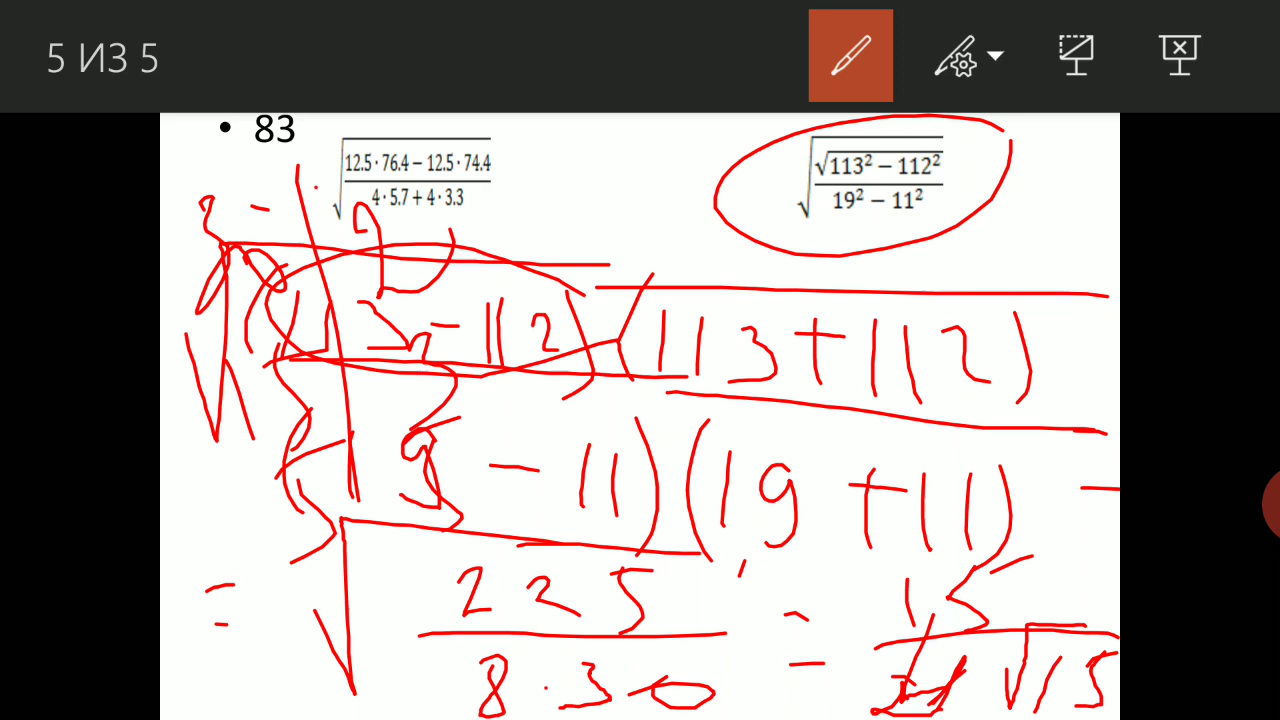 5 ИЗ 5
• 83
√((12.5·76.4 − 12.5·74.4)/(4·5.7 + 4·3.3)) √(√(113² − 112²)/(19² − 11²))
− 112) (113 + 112)
19 − 11) (19 + 11) −
= √(225/(8·30)) = 15
√15